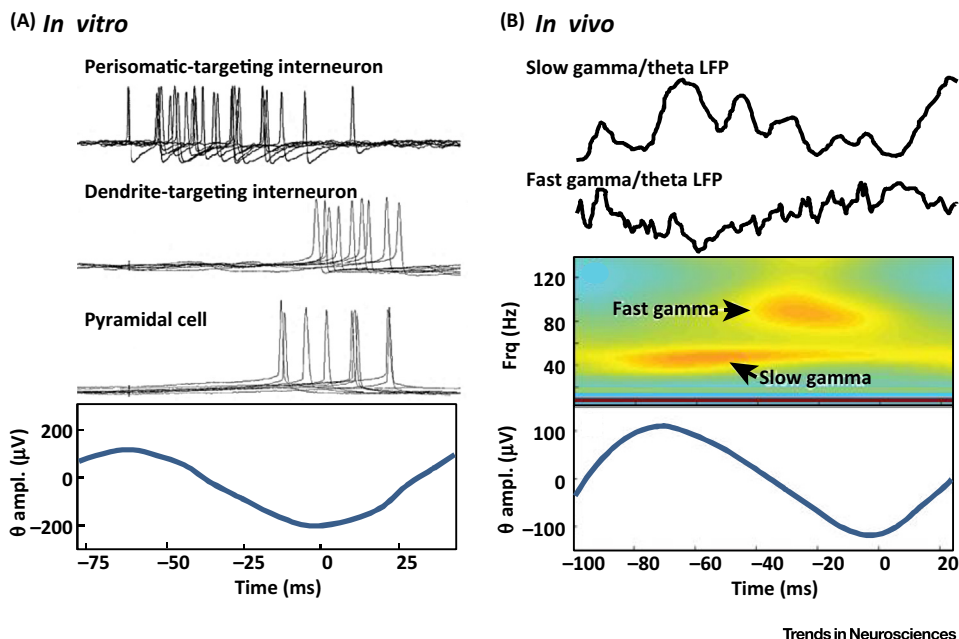 (A) In vitro
Perisomatic-targeting interneuron
Dendrite-targeting interneuron
Pyramidal cell
θ ampl. (μV)
200
0
−200
−75
−50
−25
0
25
Time (ms)
(B) In vivo
Slow gamma/theta LFP
Fast gamma/theta LFP
Frq (Hz)
120
80
40
Fast gamma
Slow gamma
θ ampl. (μV)
100
0
−100
−100
−80
−60
−40
−20
0
20
Time (ms)
Trends in Neurosciences